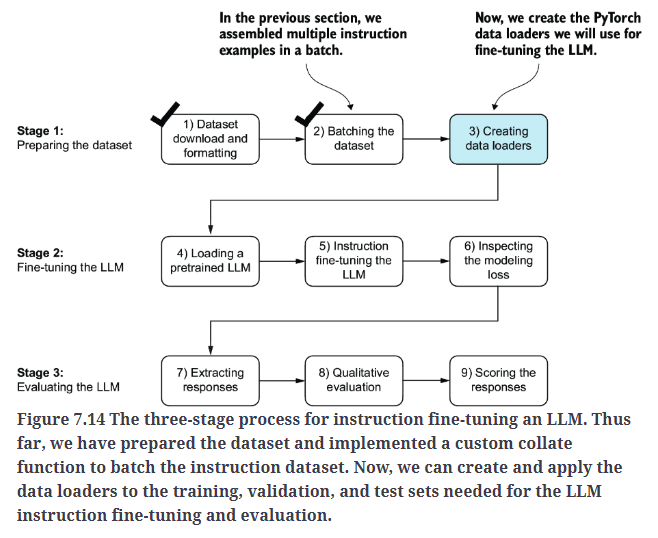 In the previous section, we
assembled multiple instruction
examples in a batch.
Now, we create the PyTorch
data loaders we will use for
fine-tuning the LLM.
Stage 1:
Preparing the dataset
1) Dataset
download and
formatting
2) Batching the
dataset
3) Creating
data loaders
Stage 2:
Fine-tuning the LLM
4) Loading a
pretrained LLM
5) Instruction
fine-tuning the
LLM
6) Inspecting
the modeling
loss
Stage 3:
Evaluating the LLM
7) Extracting
responses
8) Qualitative
evaluation
9) Scoring the
responses
Figure 7.14 The three-stage process for instruction fine-tuning an LLM. Thus
far, we have prepared the dataset and implemented a custom collate
function to batch the instruction dataset. Now, we can create and apply the
data loaders to the training, validation, and test sets needed for the LLM
instruction fine-tuning and evaluation.